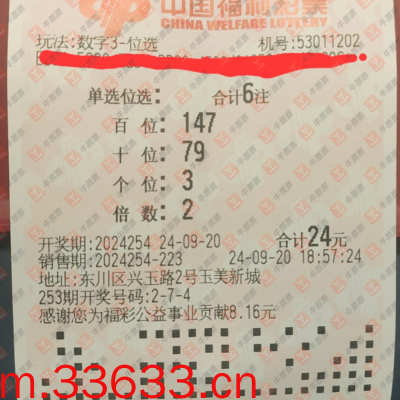 中国福利彩票
CHINA WELFARE LOTTERY
玩法:数字3-位选 机号:53011202
单选位选: 合计6注
百 位: 147
十 位: 79
个 位: 3
倍 数: 2
开奖期:2024254 24-09-20 合计24元
销售期:2024254-223 24-09-20 18:57:24
地址:东川区兴玉路2号玉美新城
253期开奖号码:2-7-4
感谢您为福彩公益事业贡献8.16元
m.33633.cn